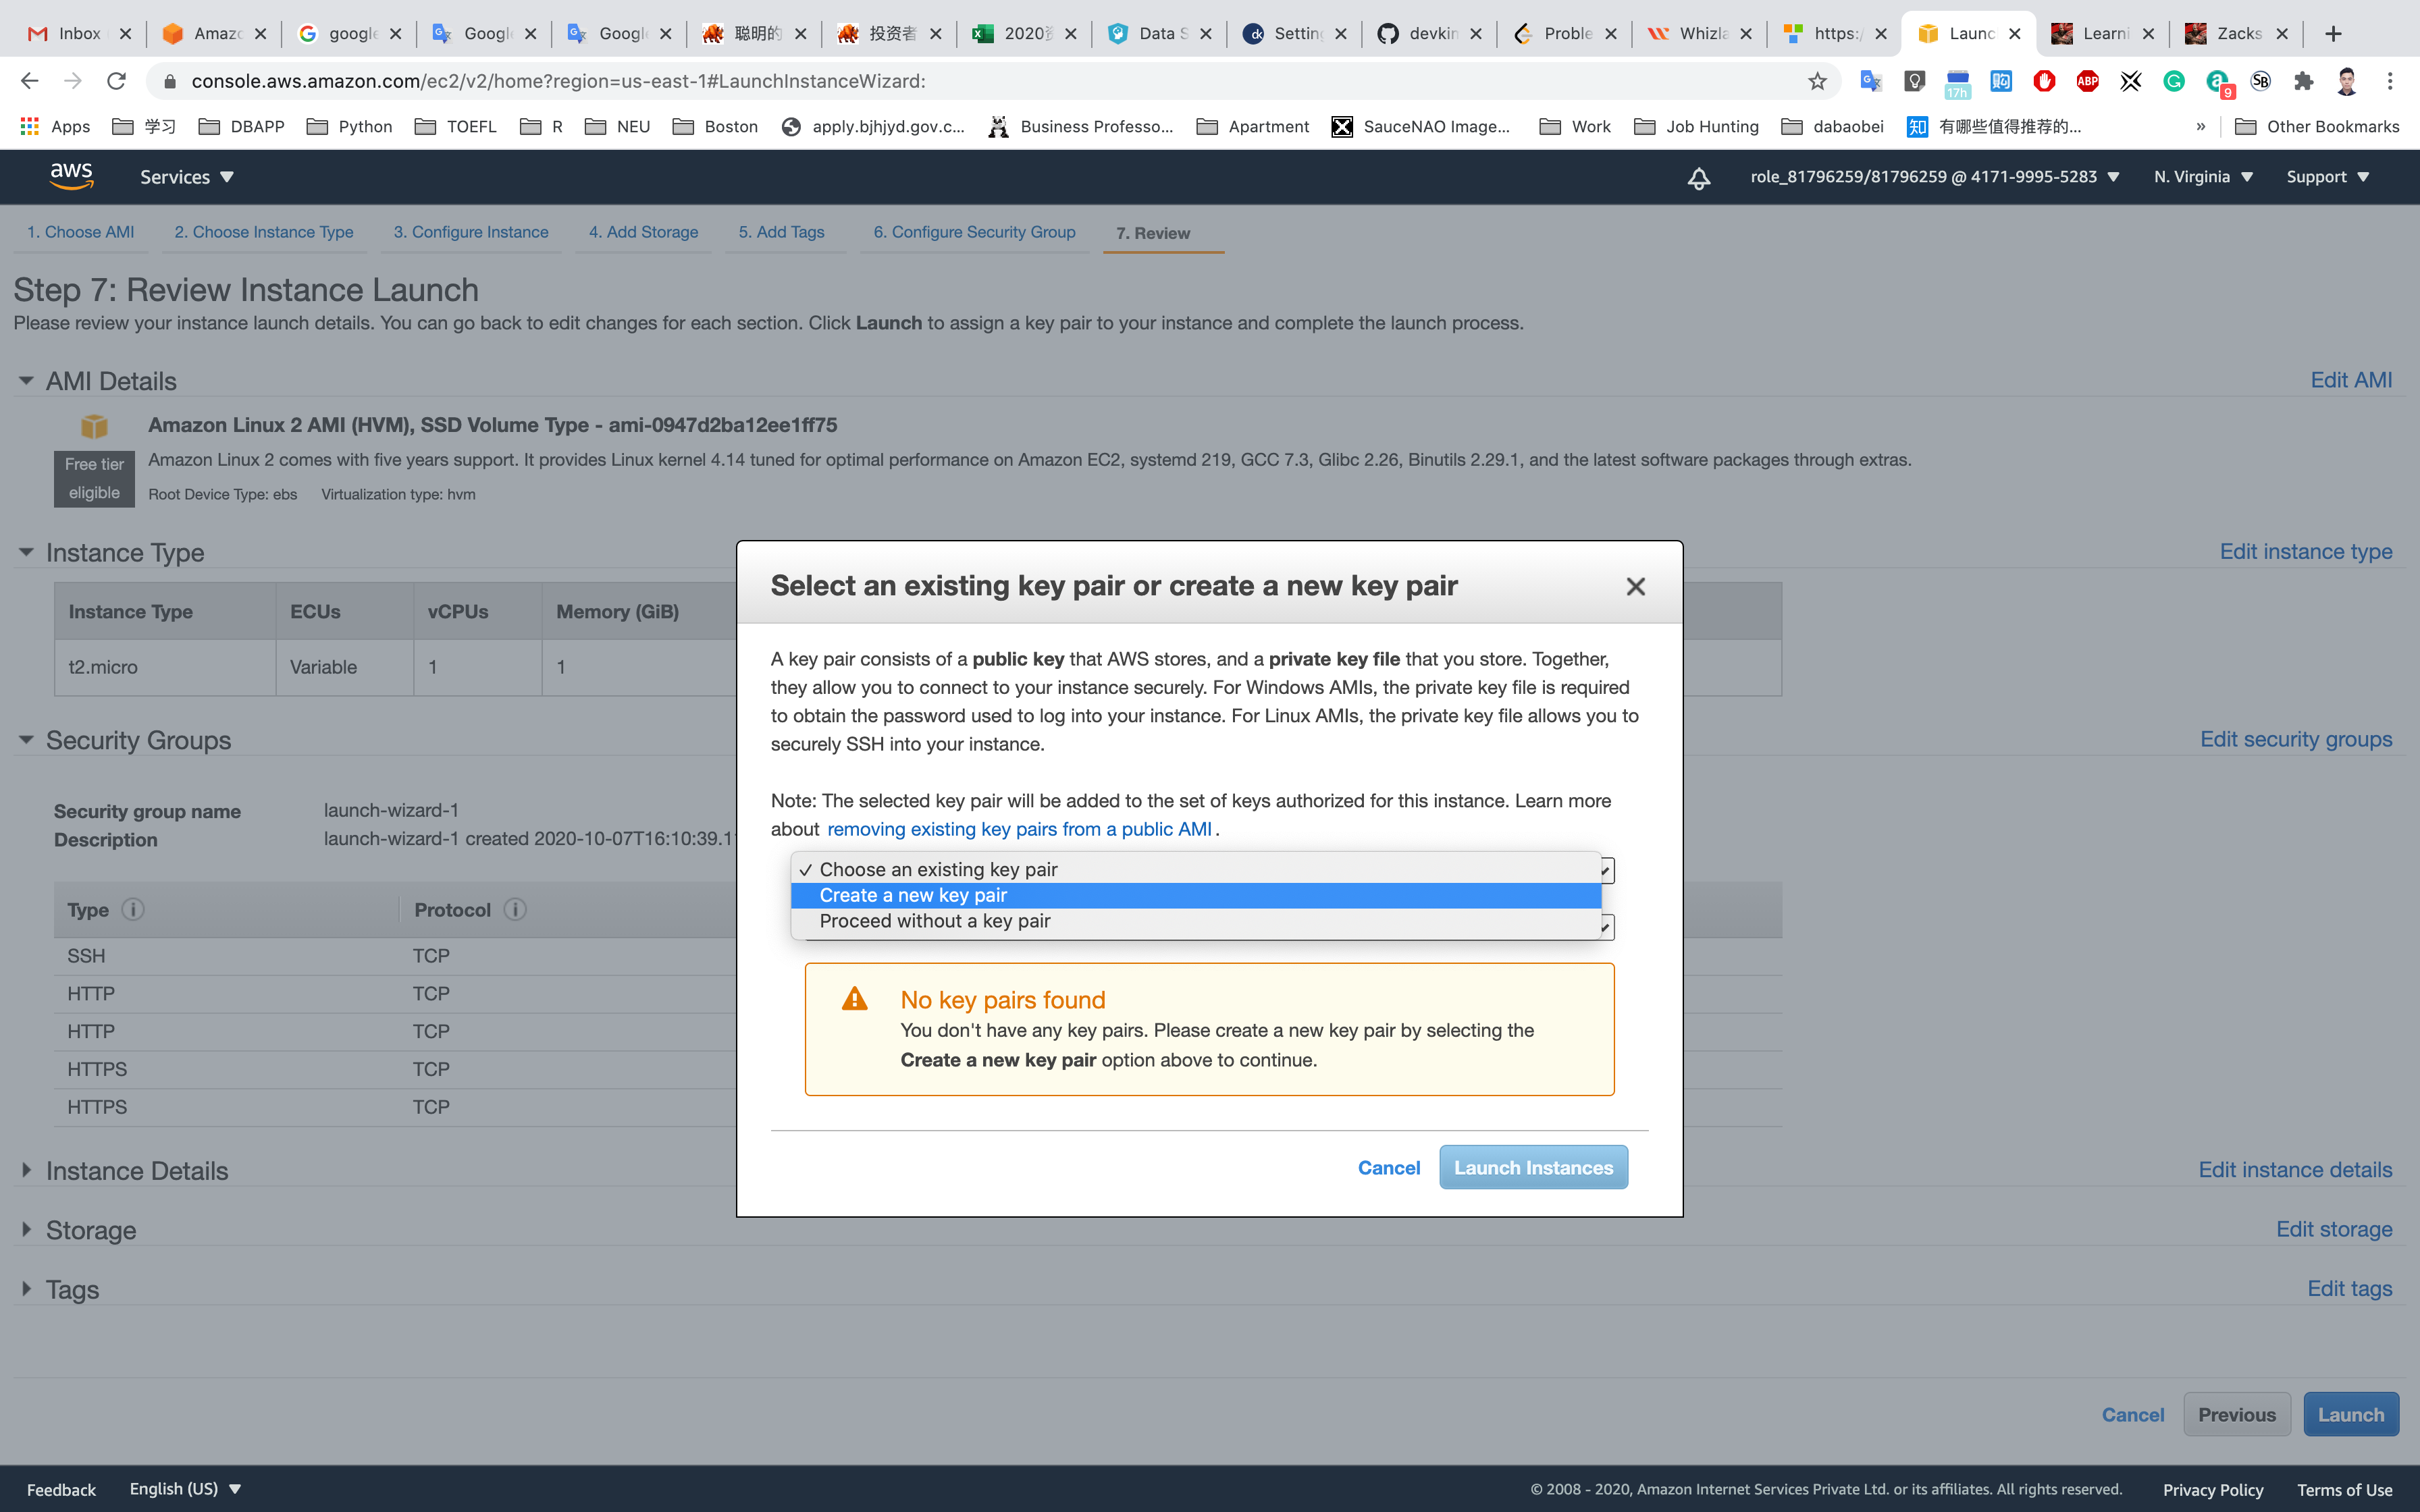 Inbox
Amazo
google
Google
Google
聪明的
投资者
2020
Data S
Settin
devkin
Proble
Whizla
https:/
Launc
Learni
Zacks
console.aws.amazon.com/ec2/v2/home?region=us-east-1#LaunchInstanceWizard:
17h
ABP
9
Apps
学习
DBAPP
Python
TOEFL
R
NEU
Boston
apply.bjhjyd.gov.c...
Business Professo...
Apartment
SauceNAO Image...
Work
Job Hunting
dabaobei
知 有哪些值得推荐的...
»
Other Bookmarks
aws
Services
role_81796259/81796259 @ 4171-9995-5283
N. Virginia
Support
1. Choose AMI
2. Choose Instance Type
3. Configure Instance
4. Add Storage
5. Add Tags
6. Configure Security Group
7. Review
Step 7: Review Instance Launch
Please review your instance launch details. You can go back to edit changes for each section. Click Launch to assign a key pair to your instance and complete the launch process.
AMI Details
Edit AMI
Amazon Linux 2 AMI (HVM), SSD Volume Type - ami-0947d2ba12ee1ff75
Free tier
eligible
Amazon Linux 2 comes with five years support. It provides Linux kernel 4.14 tuned for optimal performance on Amazon EC2, systemd 219, GCC 7.3, Glibc 2.26, Binutils 2.29.1, and the latest software packages through extras.
Root Device Type: ebs Virtualization type: hvm
Instance Type
Edit instance type
Instance Type ECUs vCPUs Memory (GiB)
t2.micro Variable 1 1
Security Groups
Edit security groups
Security group name launch-wizard-1
Description launch-wizard-1 created 2020-10-07T16:10:39.1
Type Protocol
SSH TCP
HTTP TCP
HTTP TCP
HTTPS TCP
HTTPS TCP
Instance Details
Edit instance details
Storage
Edit storage
Tags
Edit tags
Select an existing key pair or create a new key pair
A key pair consists of a public key that AWS stores, and a private key file that you store. Together,
they allow you to connect to your instance securely. For Windows AMIs, the private key file is required
to obtain the password used to log into your instance. For Linux AMIs, the private key file allows you to
securely SSH into your instance.
Note: The selected key pair will be added to the set of keys authorized for this instance. Learn more
about removing existing key pairs from a public AMI.
✓ Choose an existing key pair
Create a new key pair
Proceed without a key pair
No key pairs found
You don't have any key pairs. Please create a new key pair by selecting the
Create a new key pair option above to continue.
Cancel
Launch Instances
Cancel
Previous
Launch
Feedback
English (US)
© 2008 - 2020, Amazon Internet Services Private Ltd. or its affiliates. All rights reserved.
Privacy Policy
Terms of Use